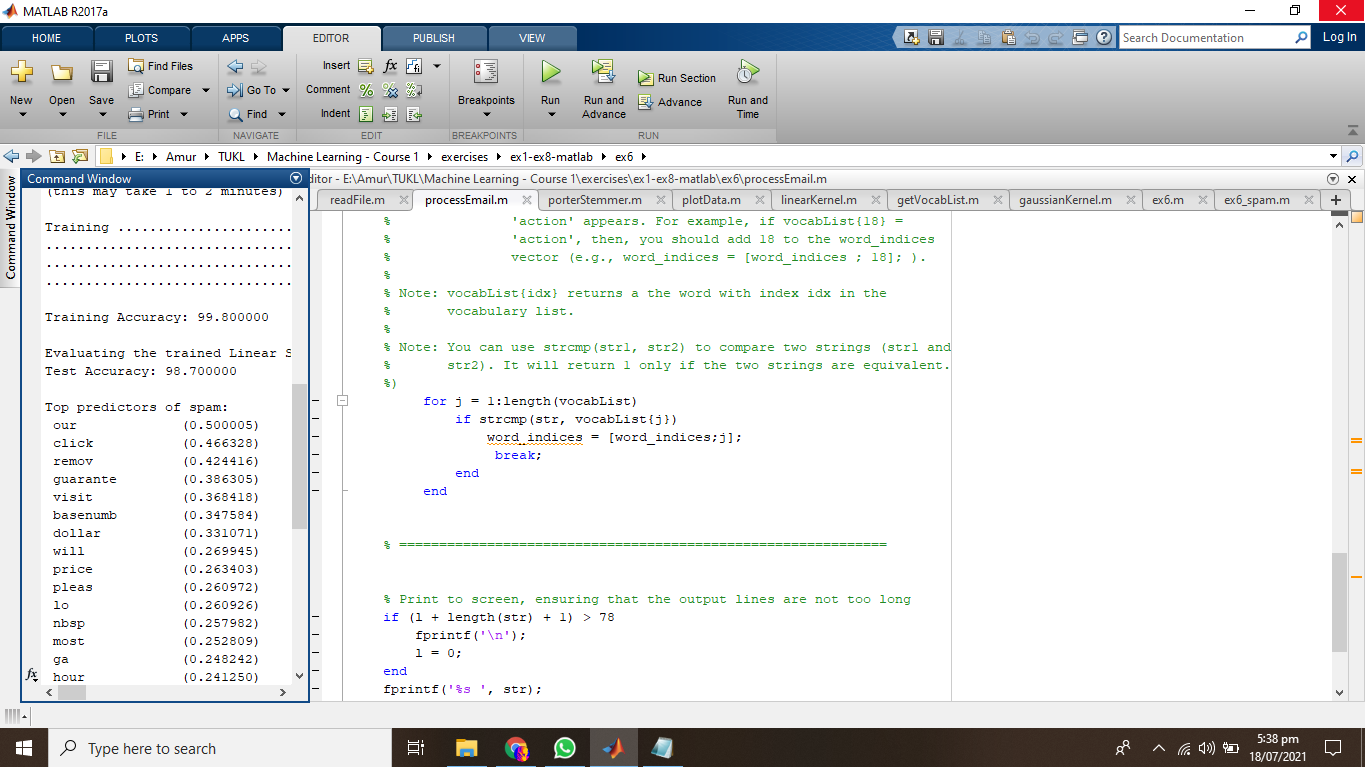 MATLAB R2017a
HOME PLOTS APPS EDITOR PUBLISH VIEW
Search Documentation
Log In
New
Open
Save
Find Files
Compare
Print
FILE
Go To
Find
NAVIGATE
Insert
Comment
Indent
fx
EDIT
Breakpoints
BREAKPOINTS
Run
Run and Advance
Run Section
Advance
Run and Time
RUN
E: Amur TUKL Machine Learning - Course 1 exercises ex1-ex8-matlab ex6
Command Window
Command Window
(this may take 1 to 2 minutes)
Training .......................
................................
................................
................................
Training Accuracy: 99.800000
Evaluating the trained Linear S
Test Accuracy: 98.700000
Top predictors of spam:
our (0.500005)
click (0.466328)
remov (0.424416)
guarante (0.386305)
visit (0.368418)
basenumb (0.347584)
dollar (0.331071)
will (0.269945)
price (0.263403)
pleas (0.260972)
lo (0.260926)
nbsp (0.257982)
most (0.252809)
ga (0.248242)
hour (0.241250)
fx
ditor - E:\Amur\TUKL\Machine Learning - Course 1\exercises\ex1-ex8-matlab\ex6\processEmail.m
readFile.m processEmail.m porterStemmer.m plotData.m linearKernel.m getVocabList.m gaussianKernel.m ex6.m ex6_spam.m
% 'action' appears. For example, if vocabList{18} =
% 'action', then, you should add 18 to the word_indices
% vector (e.g., word_indices = [word_indices ; 18]; ).
%
% Note: vocabList{idx} returns a the word with index idx in the
% vocabulary list.
%
% Note: You can use strcmp(str1, str2) to compare two strings (str1 and
% str2). It will return 1 only if the two strings are equivalent.
%)
for j = 1:length(vocabList)
if strcmp(str, vocabList{j})
word_indices = [word_indices;j];
break;
end
end
% =============================================================
% Print to screen, ensuring that the output lines are not too long
if (l + length(str) + 1) > 78
fprintf('\n');
l = 0;
end
fprintf('%s ', str);
Type here to search
5:38 pm
18/07/2021